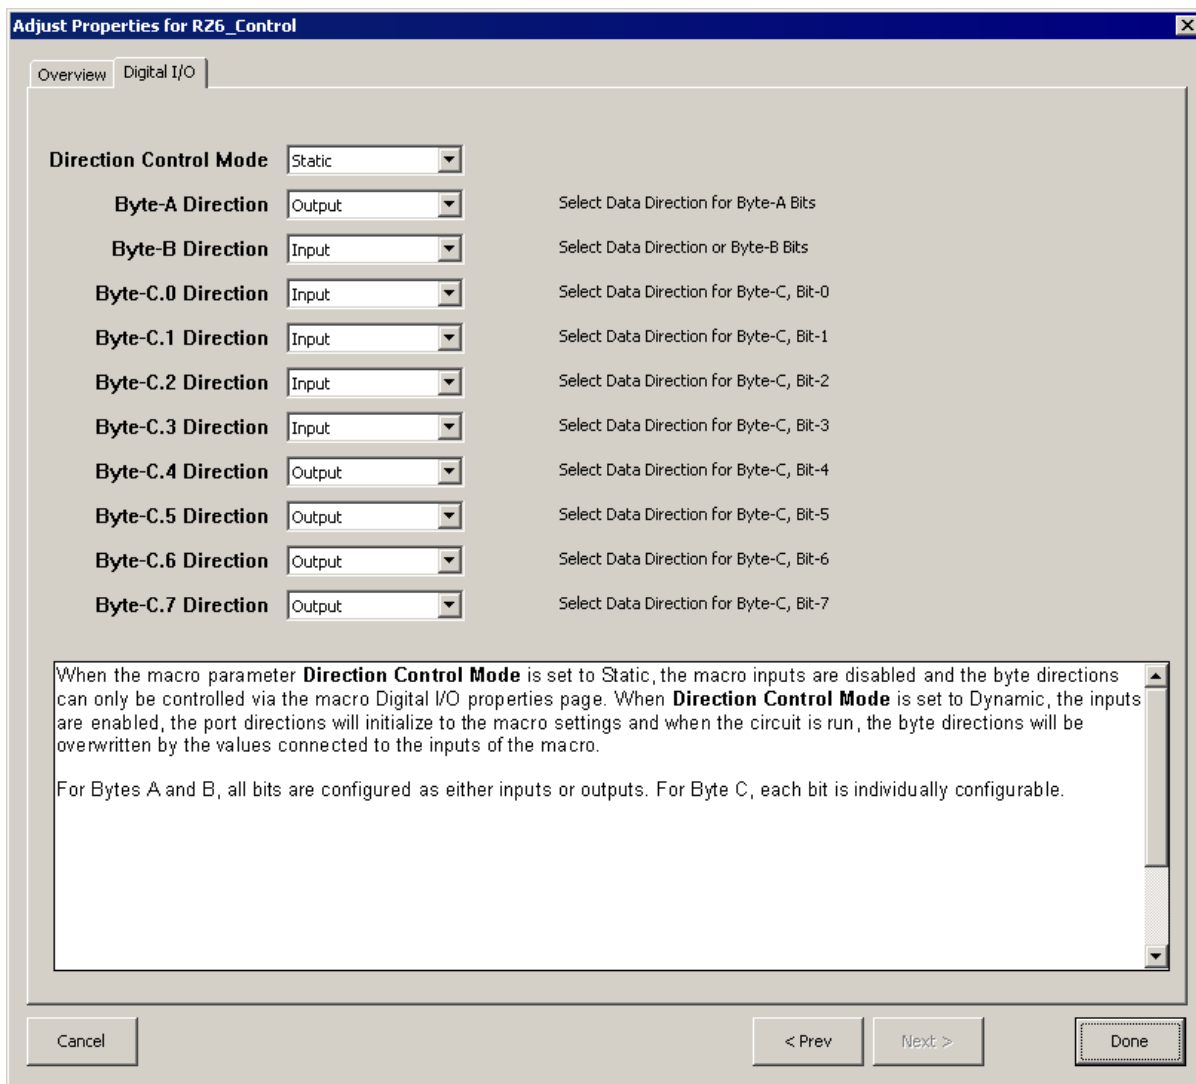 Adjust Properties for RZ6_Control
Overview
Digital I/O
Direction Control Mode Static
Byte-A Direction Output Select Data Direction for Byte-A Bits
Byte-B Direction Input Select Data Direction or Byte-B Bits
Byte-C.0 Direction Input Select Data Direction for Byte-C, Bit-0
Byte-C.1 Direction Input Select Data Direction for Byte-C, Bit-1
Byte-C.2 Direction Input Select Data Direction for Byte-C, Bit-2
Byte-C.3 Direction Input Select Data Direction for Byte-C, Bit-3
Byte-C.4 Direction Output Select Data Direction for Byte-C, Bit-4
Byte-C.5 Direction Output Select Data Direction for Byte-C, Bit-5
Byte-C.6 Direction Output Select Data Direction for Byte-C, Bit-6
Byte-C.7 Direction Output Select Data Direction for Byte-C, Bit-7
When the macro parameter Direction Control Mode is set to Static, the macro inputs are disabled and the byte directions
can only be controlled via the macro Digital I/O properties page. When Direction Control Mode is set to Dynamic, the inputs
are enabled, the port directions will initialize to the macro settings and when the circuit is run, the byte directions will be
overwritten by the values connected to the inputs of the macro.
For Bytes A and B, all bits are configured as either inputs or outputs. For Byte C, each bit is individually configurable.
Cancel
< Prev
Next >
Done